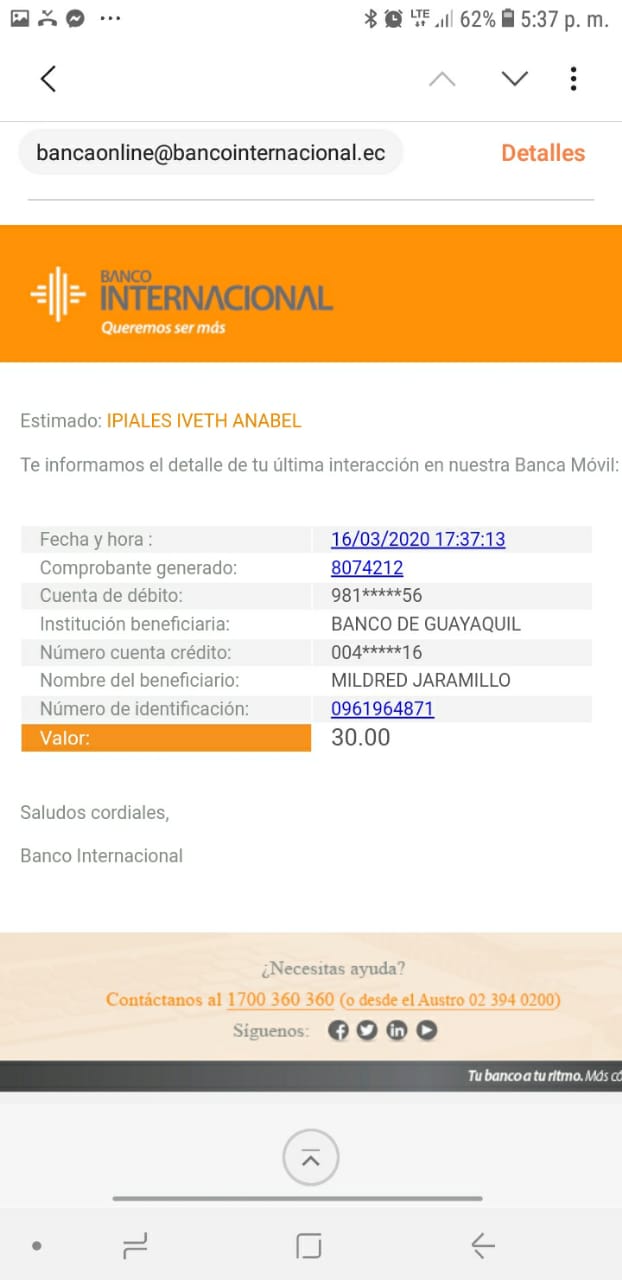 LTE 62% 5:37 p. m.
bancaonline@bancointernacional.ec Detalles
BANCO
INTERNACIONAL
Queremos ser más
Estimado: IPIALES IVETH ANABEL
Te informamos el detalle de tu última interacción en nuestra Banca Móvil:
Fecha y hora : 16/03/2020 17:37:13
Comprobante generado: 8074212
Cuenta de débito: 981*****56
Institución beneficiaria: BANCO DE GUAYAQUIL
Número cuenta crédito: 004*****16
Nombre del beneficiario: MILDRED JARAMILLO
Número de identificación: 0961964871
Valor: 30.00
Saludos cordiales,
Banco Internacional
¿Necesitas ayuda?
Contáctanos al 1700 360 360 (o desde el Austro 02 394 0200)
Síguenos:
Tu banco a tu ritmo. Más có